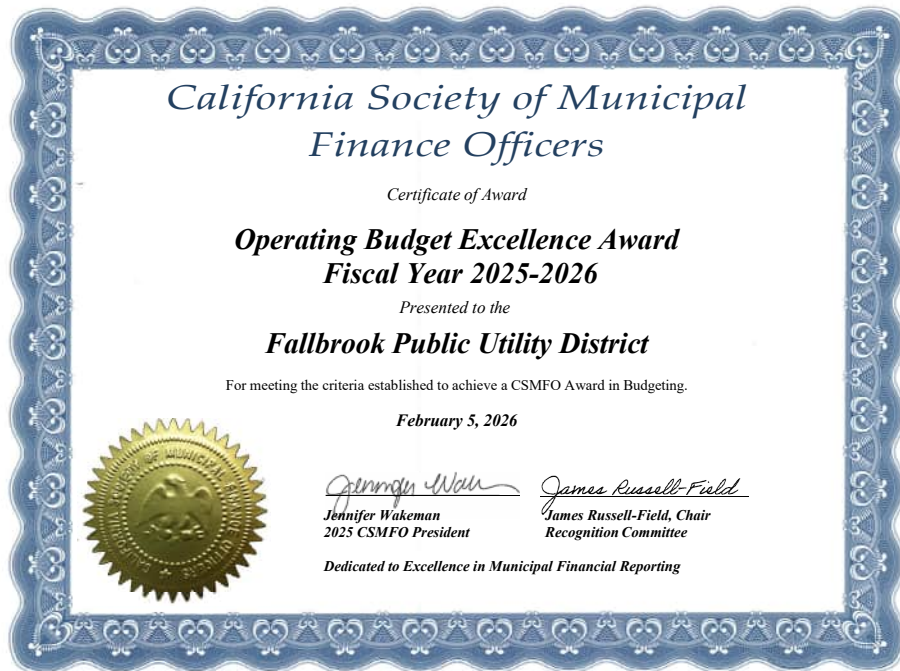 California Society of Municipal
Finance Officers
Certificate of Award
Operating Budget Excellence Award
Fiscal Year 2025-2026
Presented to the
Fallbrook Public Utility District
For meeting the criteria established to achieve a CSMFO Award in Budgeting.
February 5, 2026
James Russell-Field
Jennifer Wakeman
2025 CSMFO President
James Russell-Field, Chair
Recognition Committee
Dedicated to Excellence in Municipal Financial Reporting